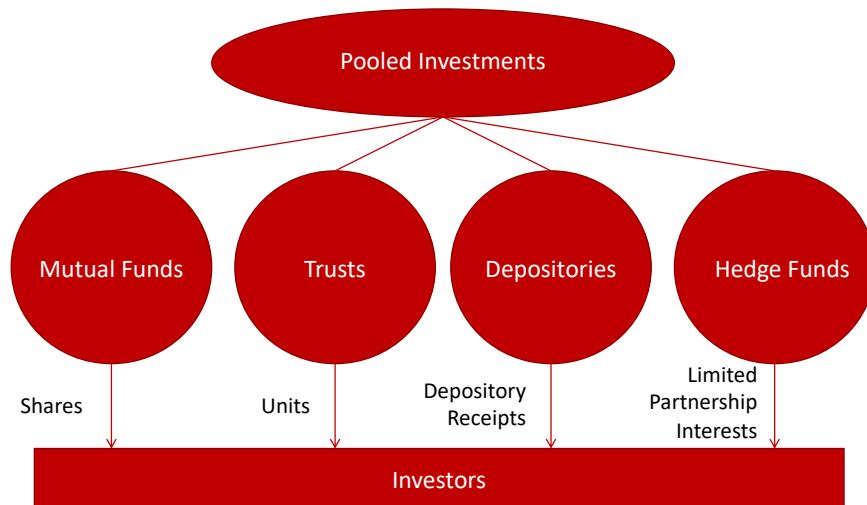 Pooled Investments
Mutual Funds
Trusts
Depositories
Hedge Funds
Shares
Units
Depository
Receipts
Limited
Partnership
Interests
Investors